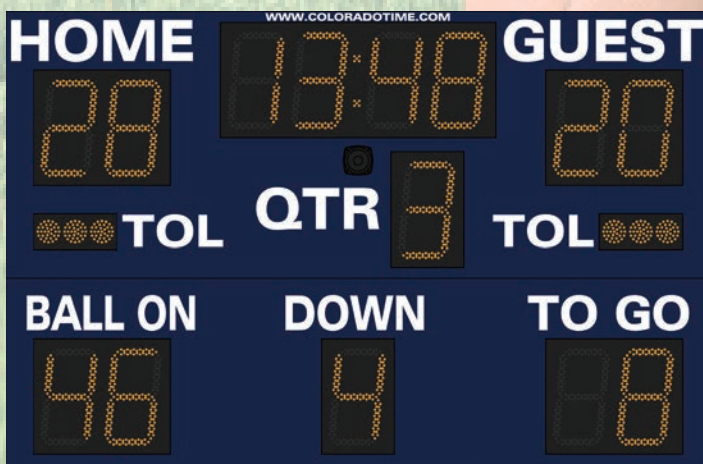 WWW.COLORADOTIME.COM
HOME 13:48 GUEST
28 20
QTR 3
TOL TOL
BALL ON DOWN TO GO
46 4 8